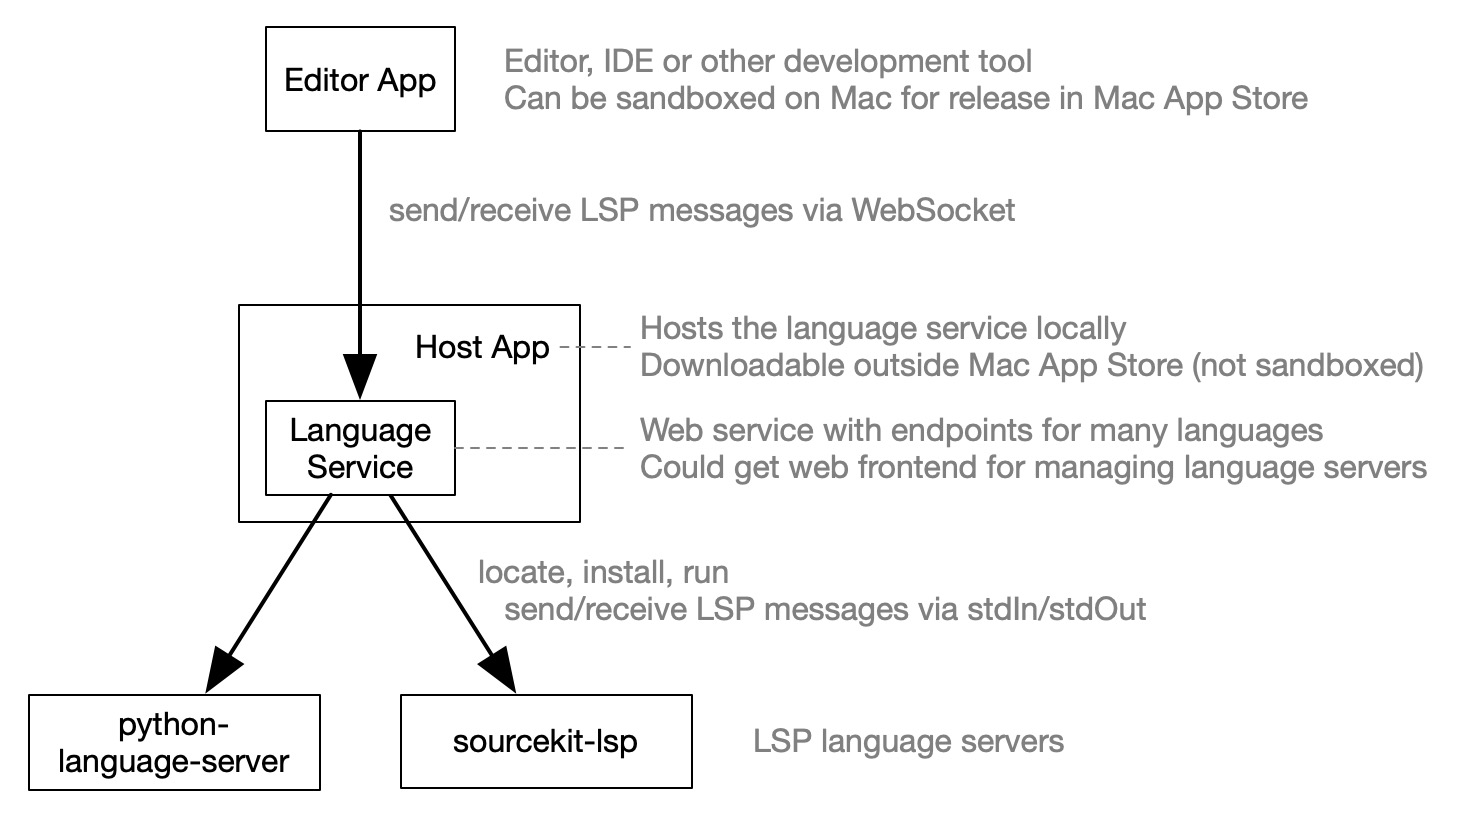 Editor App
Editor, IDE or other development tool
Can be sandboxed on Mac for release in Mac App Store
send/receive LSP messages via WebSocket
Host App
Hosts the language service locally
Downloadable outside Mac App Store (not sandboxed)
Language
Service
Web service with endpoints for many languages
Could get web frontend for managing language servers
locate, install, run
send/receive LSP messages via stdIn/stdOut
python-
language-server
sourcekit-lsp
LSP language servers